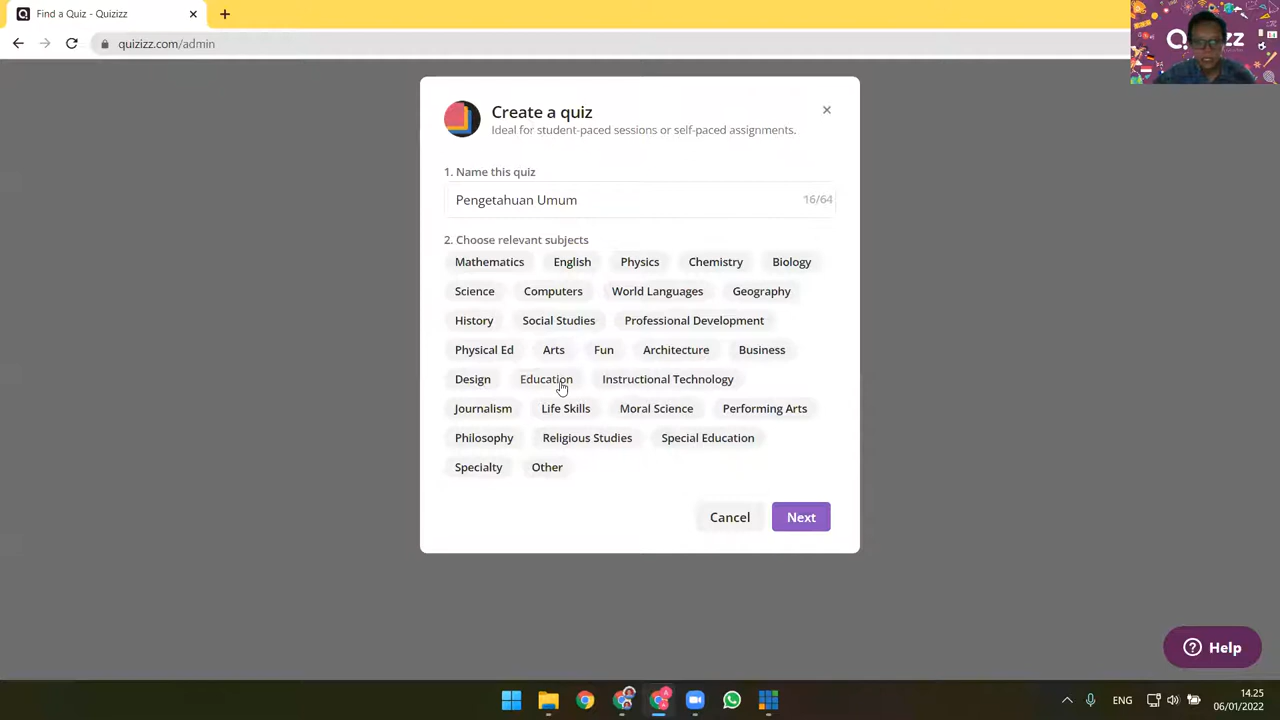 Find a Quiz - Quizizz
quizizz.com/admin
Create a quiz
Ideal for student-paced sessions or self-paced assignments.
1. Name this quiz
Pengetahuan Umum 16/64
2. Choose relevant subjects
Mathematics English Physics Chemistry Biology
Science Computers World Languages Geography
History Social Studies Professional Development
Physical Ed Arts Fun Architecture Business
Design Education Instructional Technology
Journalism Life Skills Moral Science Performing Arts
Philosophy Religious Studies Special Education
Specialty Other
Cancel Next
Help
ENG
14.25
06/01/2022